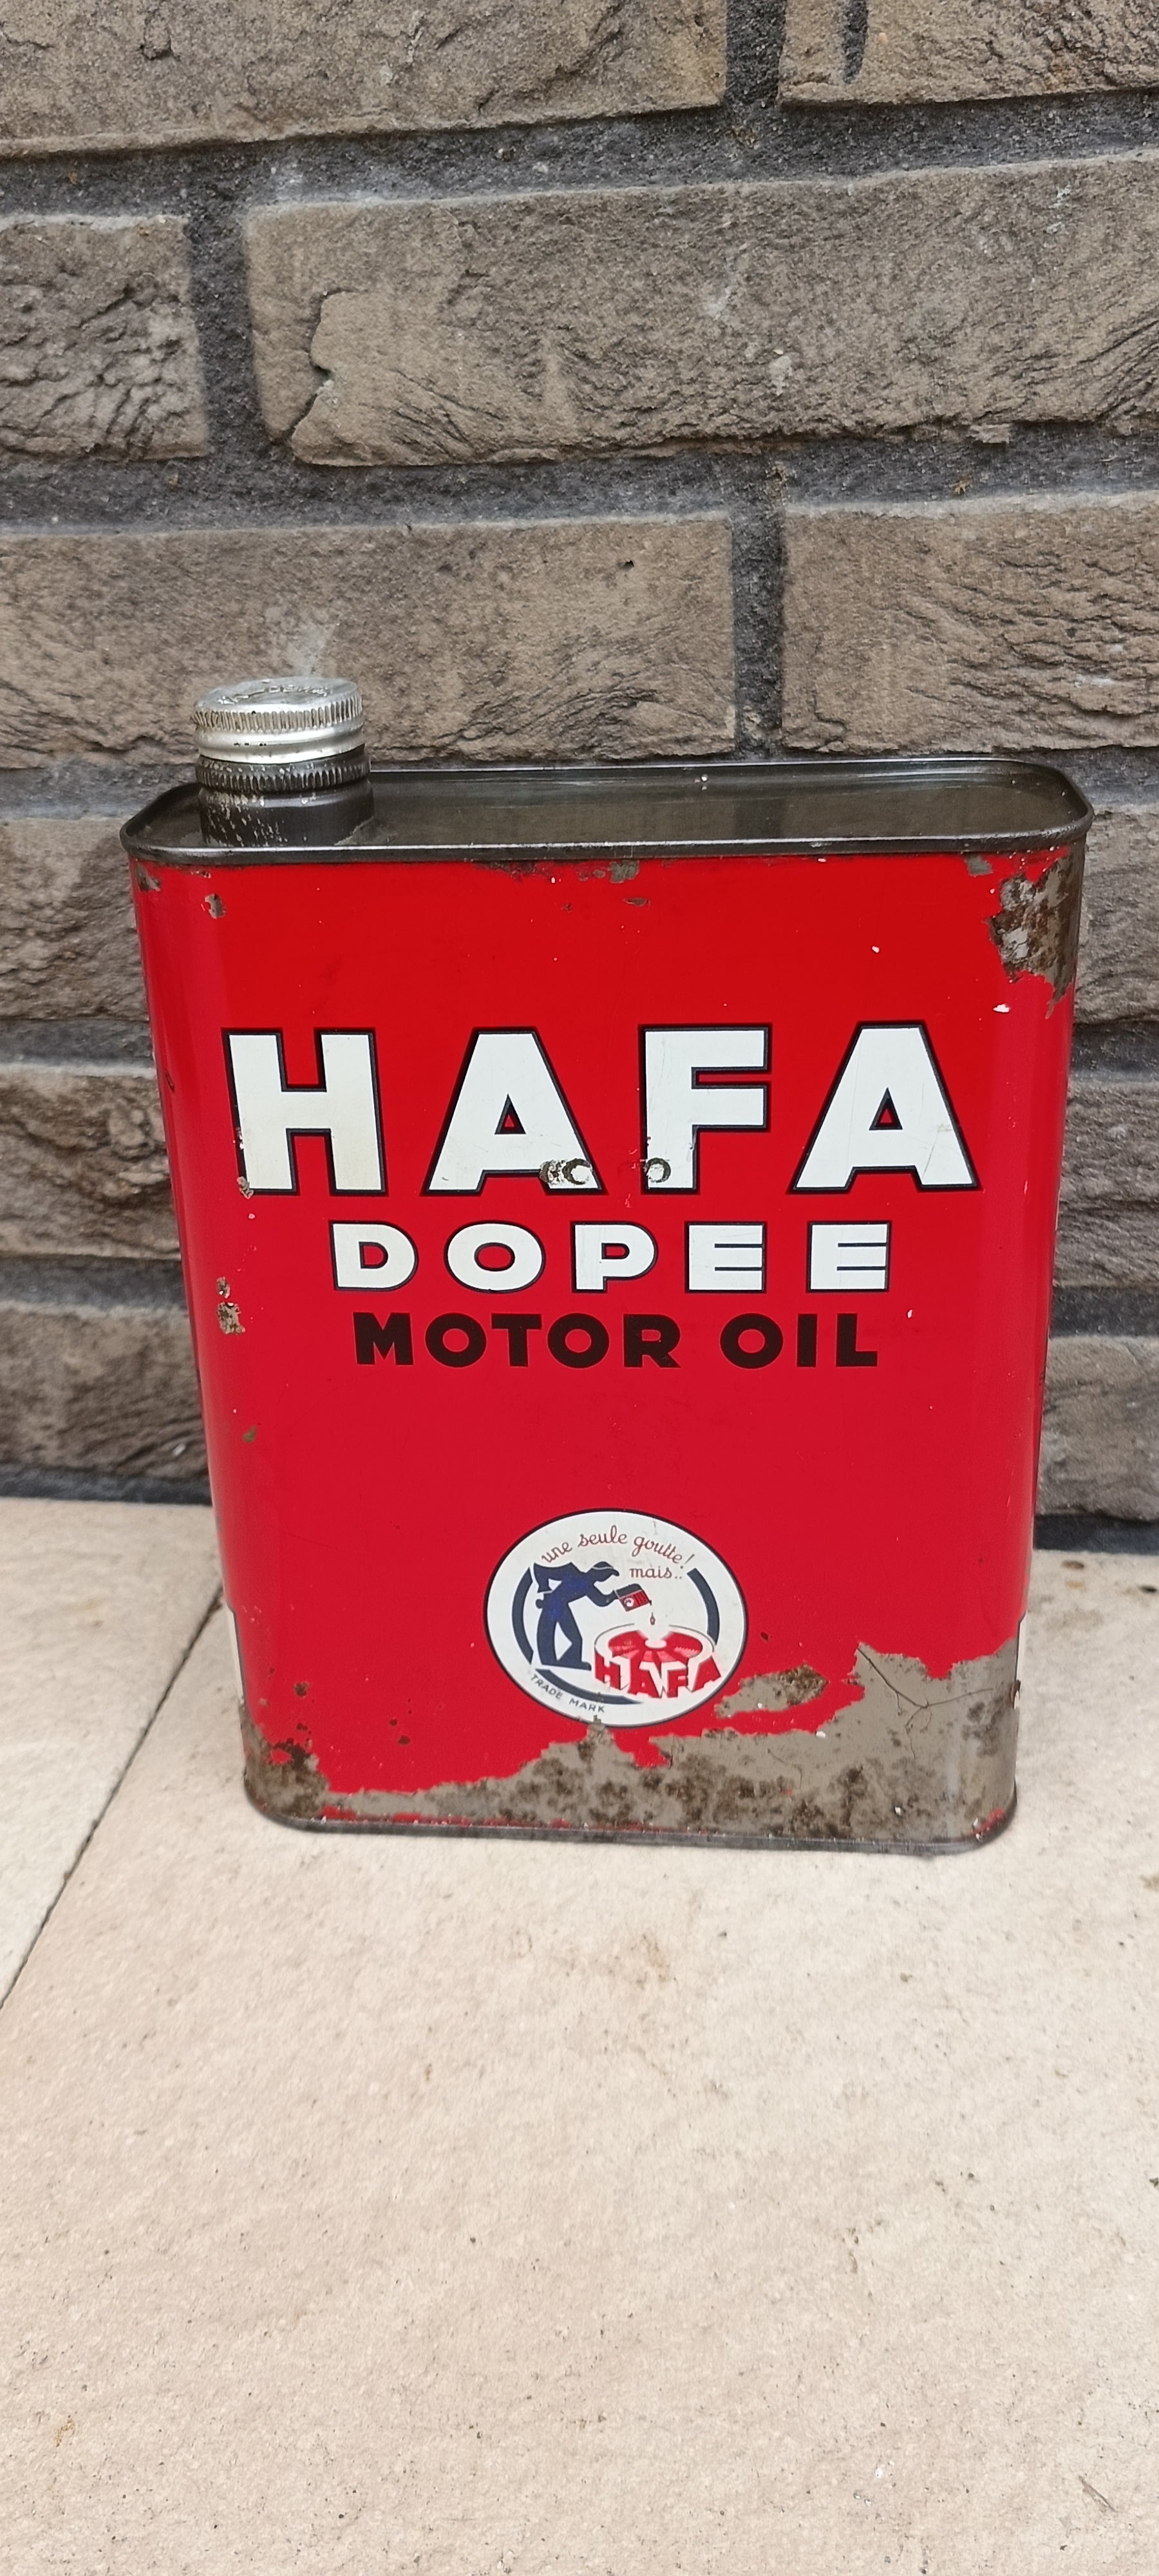 HAFA
DOPEE
MOTOR OIL
une seule goutte!
mais..
HAFA
TRADE MARK